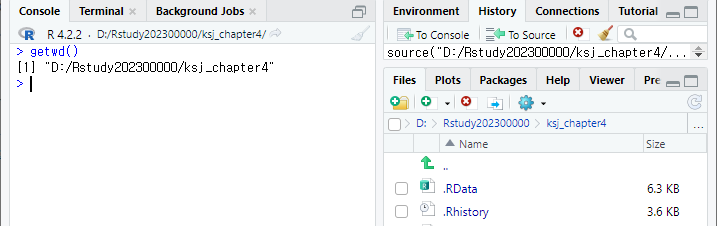 Console Terminal Background Jobs
R 4.2.2 · D:/Rstudy202300000/ksj_chapter4/
> getwd()
[1] "D:/Rstudy202300000/ksj_chapter4"
>
Environment History Connections Tutorial
To Console To Source
source("D:/Rstudy202300000/ksj_chapter4/...
Files Plots Packages Help Viewer Pre
D: Rstudy202300000 ksj_chapter4 ...
Name Size
..
.RData 6.3 KB
.Rhistory 3.6 KB